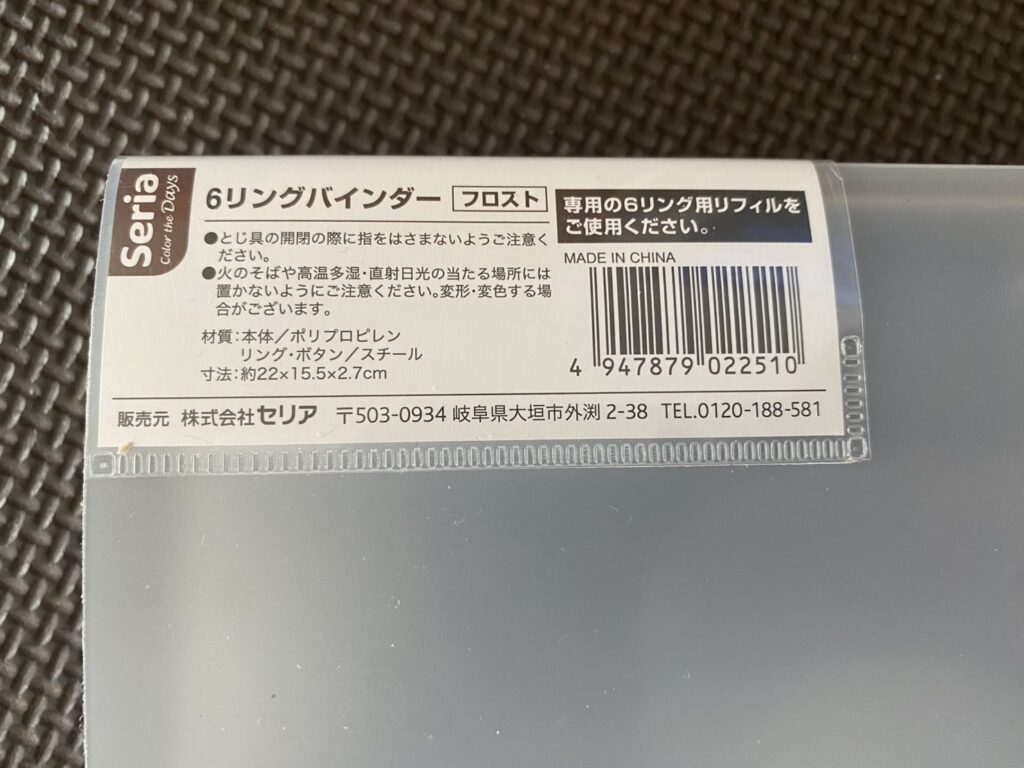 Seria
Color the Days
6リングバインダー フロスト
●とじ具の開閉の際に指をはさまないようご注意く
ださい。
●火のそばや高温多湿・直射日光の当たる場所には
置かないようにご注意ください。変形・変色する場
合がございます。
材質：本体／ポリプロピレン
リング・ボタン／スチール
寸法：約22×15.5×2.7cm
専用の6リング用リフィルを
ご使用ください。
MADE IN CHINA
4 947879 022510
販売元 株式会社セリア 〒503-0934 岐阜県大垣市外渕 2-38 TEL.0120-188-581